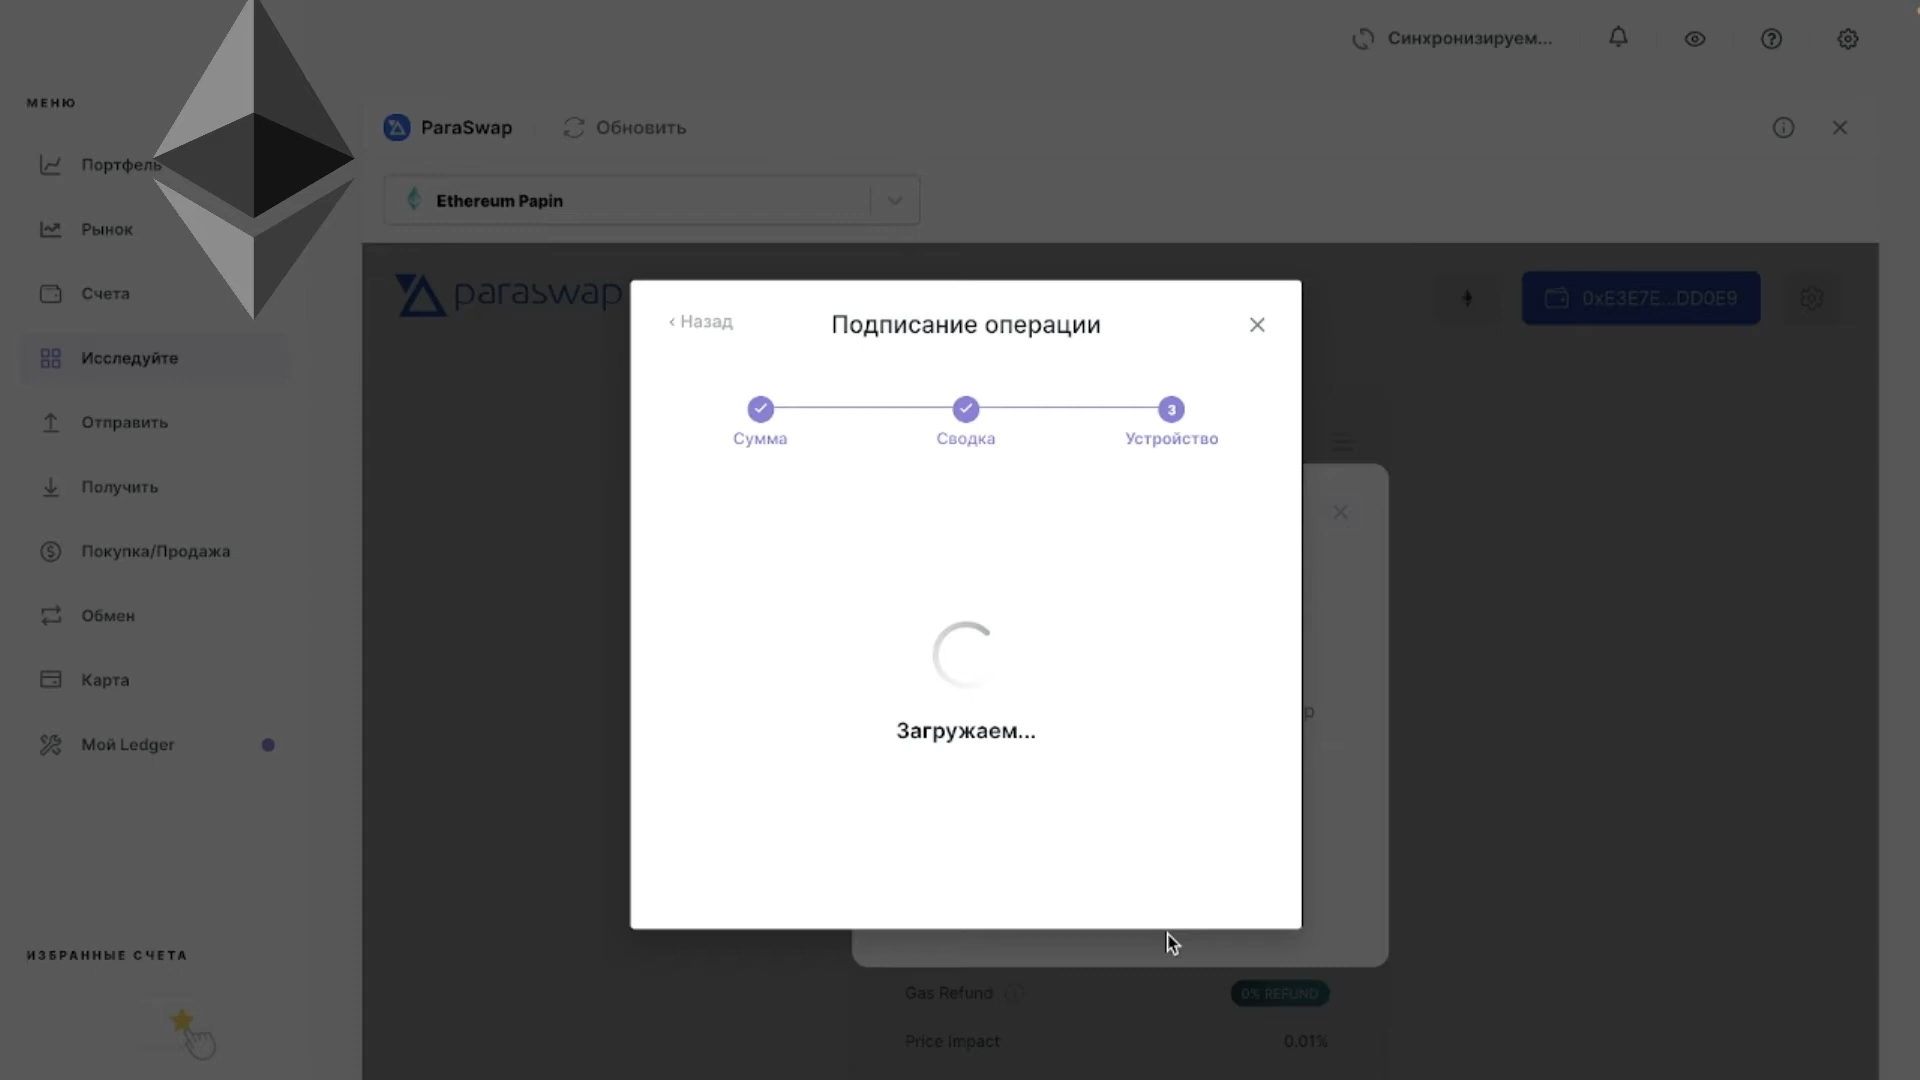 Синхронизируем...
МЕНЮ
Портфель
Рынок
Счета
Исследуйте
Отправить
Получить
Покупка/Продажа
Обмен
Карта
Мой Ledger
ИЗБРАННЫЕ СЧЕТА
ParaSwap
Обновить
Ethereum Papin
paraswap
0xE3E7E...DD0E9
‹ Назад
Подписание операции
3
Сумма
Сводка
Устройство
Загружаем...
p
Gas Refund
0% REFUND
Price Impact
0.01%